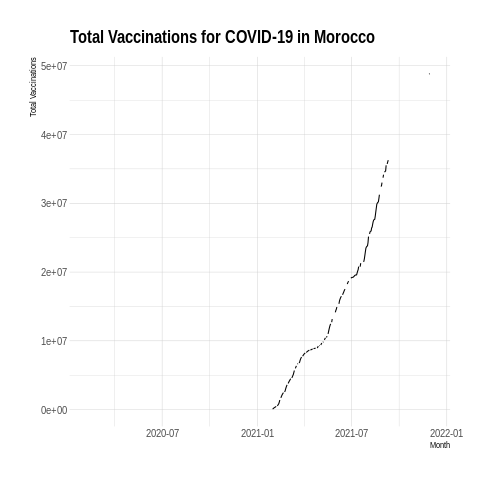 Total Vaccinations for COVID-19 in Morocco
Total Vaccinations
5e+07
4e+07
3e+07
2e+07
1e+07
0e+00
2020-07
2021-01
2021-07
2022-01
Month